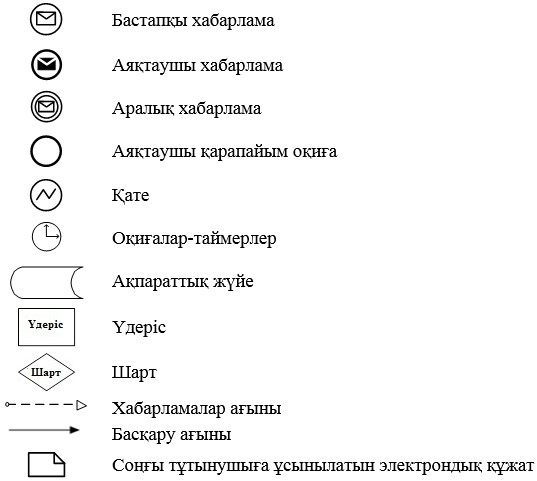 Бастапқы хабарлама
Аяқтаушы хабарлама
Аралық хабарлама
Аяқтаушы қарапайым оқиға
Қате
Оқиғалар-таймерлер
Ақпараттық жүйе
Үдеріс Үдеріс
Шарт Шарт
Хабарламалар ағыны
Басқару ағыны
Соңғы тұтынушыға ұсынылатын электрондық құжат